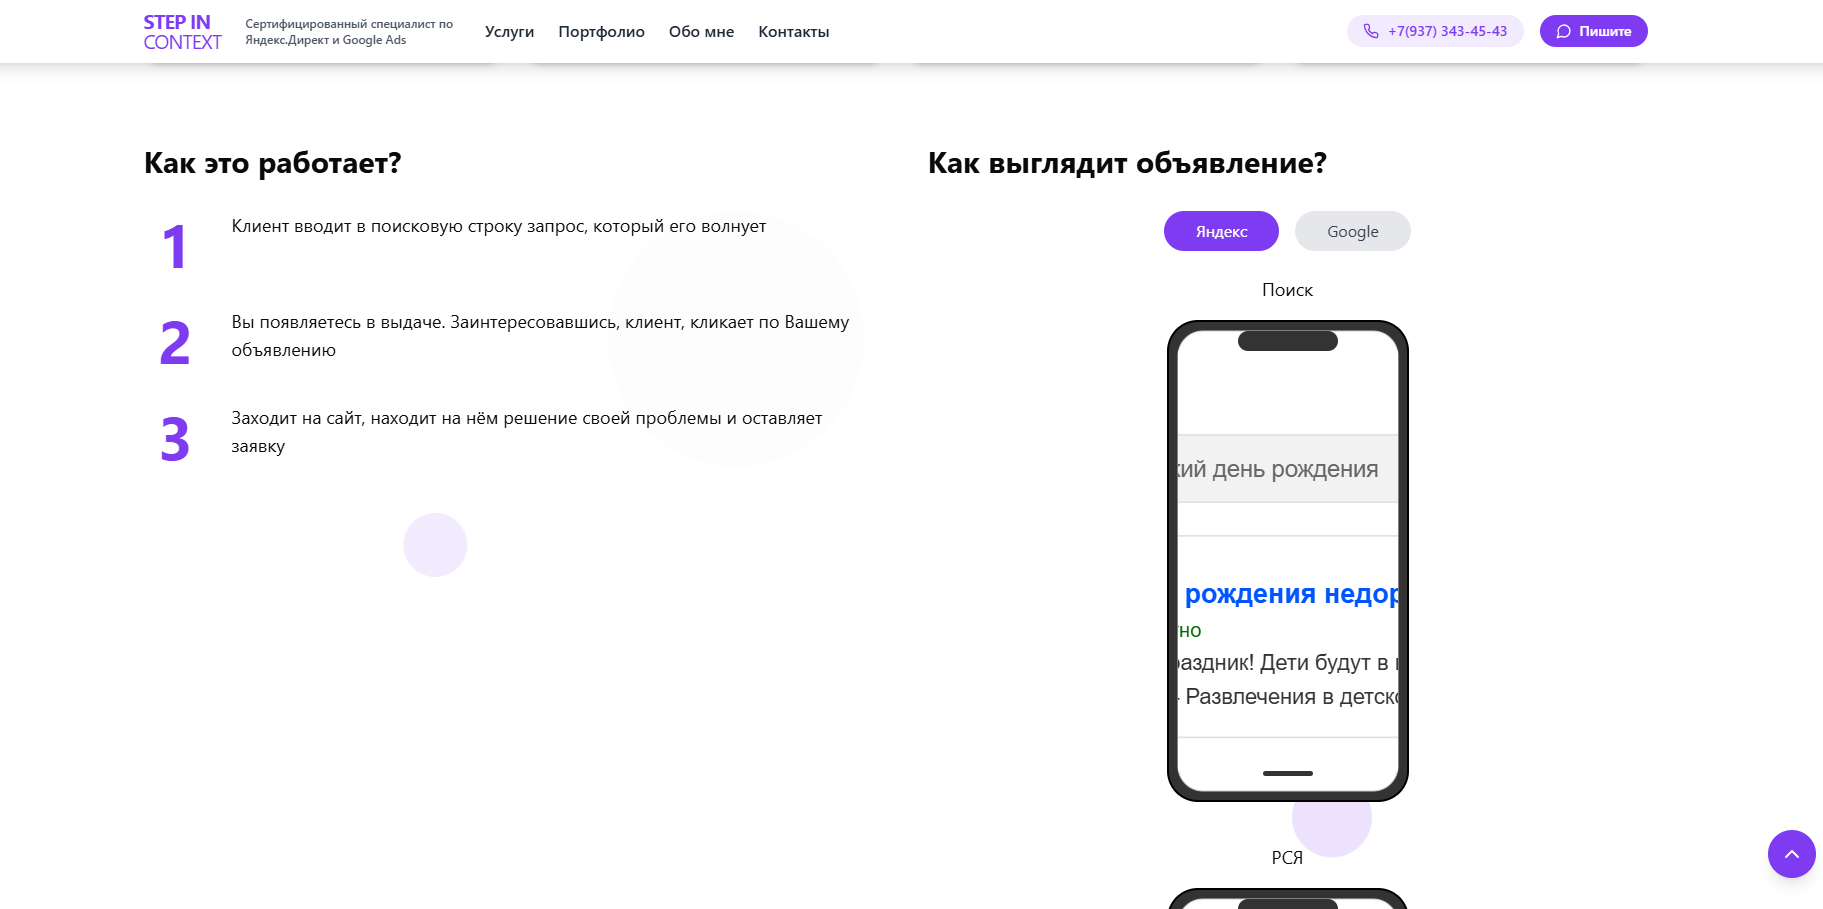 STEP IN
CONTEXT
Сертифицированный специалист по
Яндекс.Директ и Google Ads
Услуги
Портфолио
Обо мне
Контакты
+7(937) 343-45-43
Пишите
Как это работает?
1
Клиент вводит в поисковую строку запрос, который его волнует
2
Вы появляетесь в выдаче. Заинтересовавшись, клиент, кликает по Вашему
объявлению
3
Заходит на сайт, находит на нём решение своей проблемы и оставляет
заявку
Как выглядит объявление?
Яндекс
Google
Поиск
кий день рождения
рождения недор
но
раздник! Дети будут в
- Развлечения в детско
РСЯ